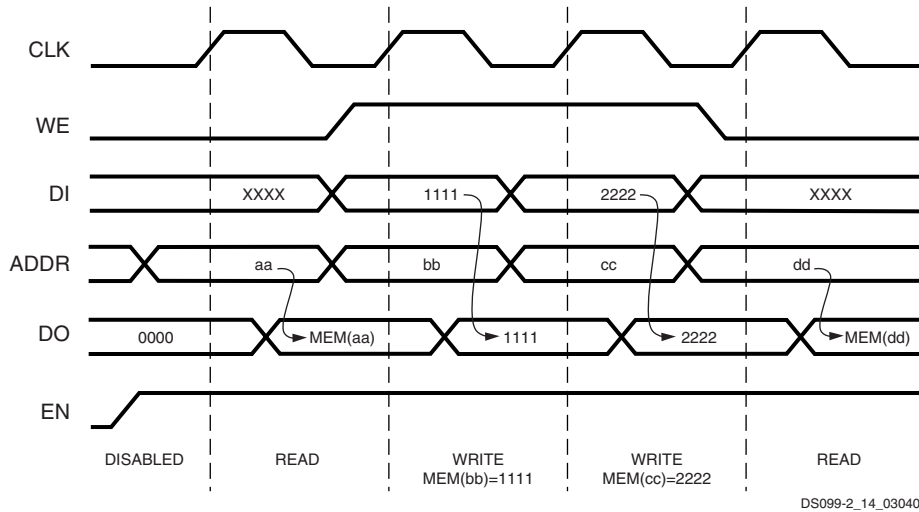 CLK
WE
DI XXXX 1111 2222 XXXX
ADDR aa bb cc dd
DO 0000 MEM(aa) 1111 2222 MEM(dd)
EN
DISABLED READ WRITE WRITE READ
MEM(bb)=1111 MEM(cc)=2222
DS099-2_14_03040